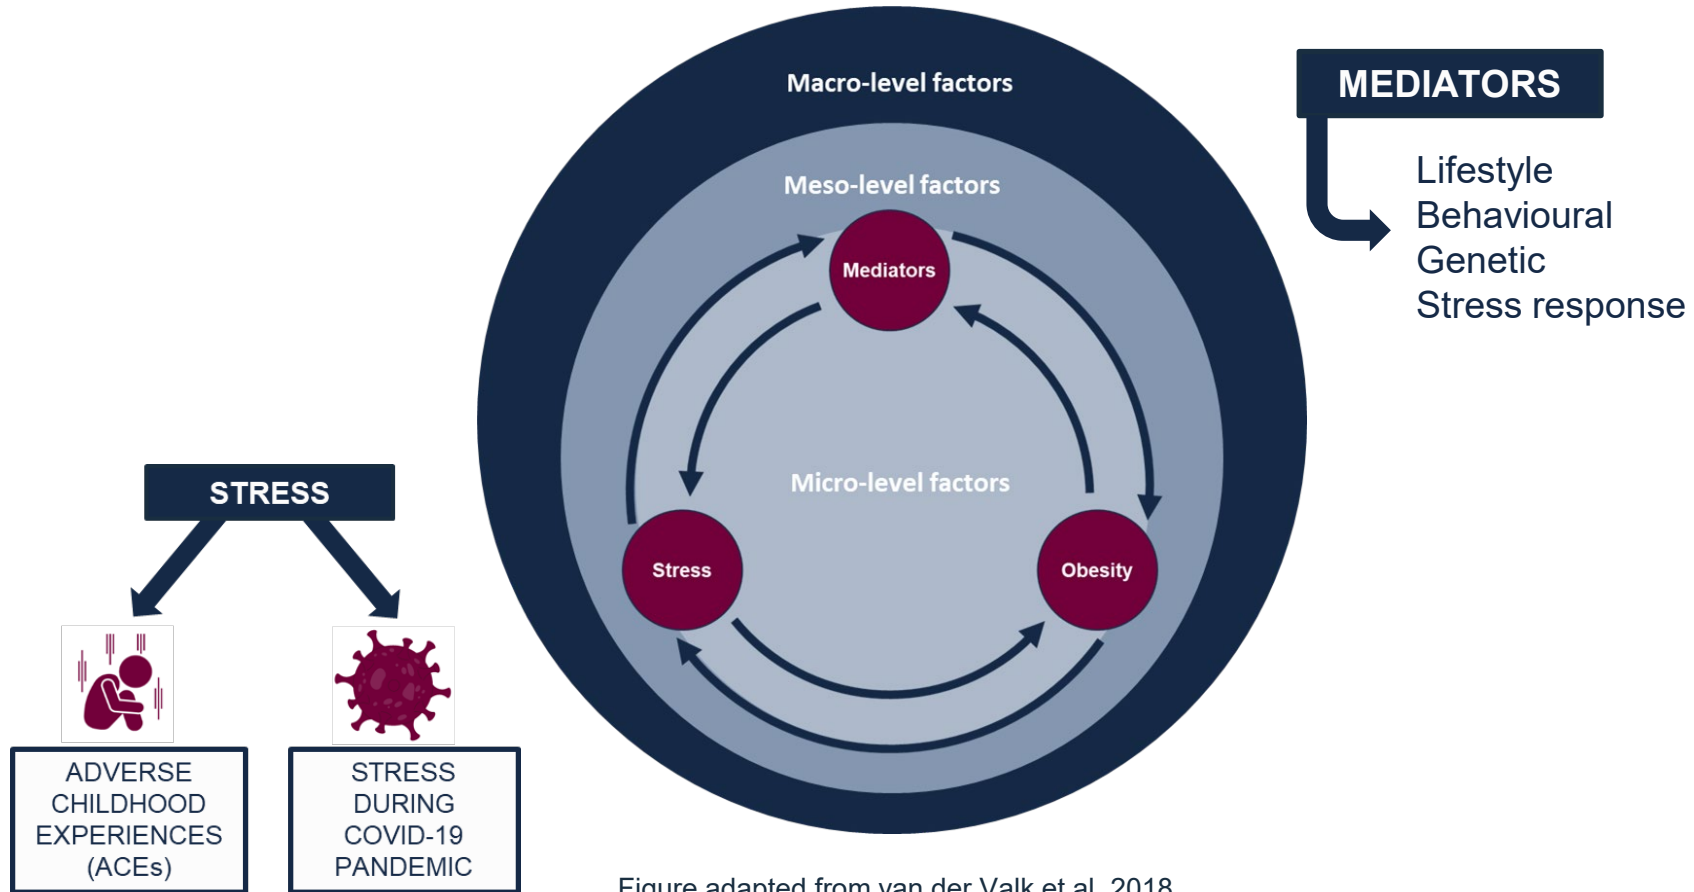 Macro-level factors
Meso-level factors
Mediators
Micro-level factors
Stress
Obesity
MEDIATORS
Lifestyle
Behavioural
Genetic
Stress response
STRESS
ADVERSE
CHILDHOOD
EXPERIENCES
(ACEs)
STRESS
DURING
COVID-19
PANDEMIC
Figure adapted from van der Valk et al. 2018